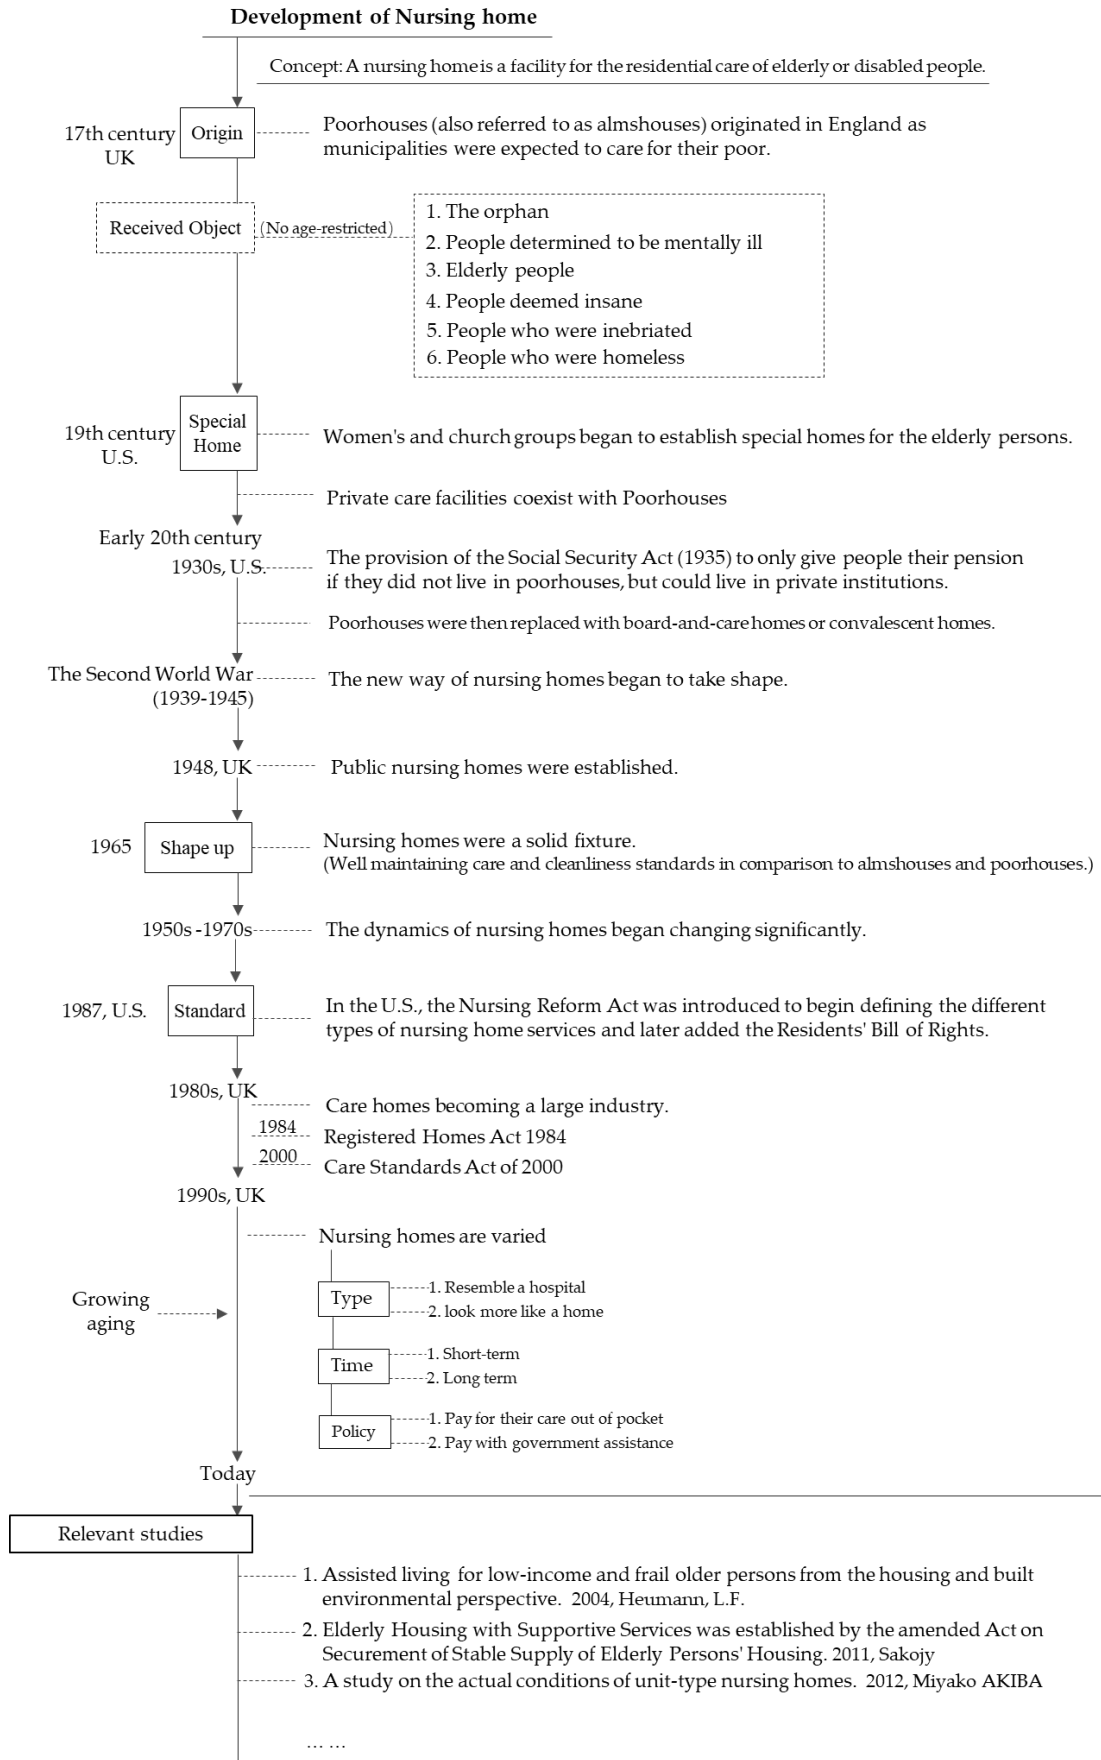 Development of Nursing home
Concept: A nursing home is a facility for the residential care of elderly or disabled people.
17th century
UK
Origin
Poorhouses (also referred to as almshouses) originated in England as
municipalities were expected to care for their poor.
Received Object
(No age-restricted)
1. The orphan
2. People determined to be mentally ill
3. Elderly people
4. People deemed insane
5. People who were inebriated
6. People who were homeless
19th century
U.S.
Special
Home
Women's and church groups began to establish special homes for the elderly persons.
Private care facilities coexist with Poorhouses
Early 20th century
1930s, U.S.
The provision of the Social Security Act (1935) to only give people their pension
if they did not live in poorhouses, but could live in private institutions.
Poorhouses were then replaced with board-and-care homes or convalescent homes.
The Second World War
(1939-1945)
The new way of nursing homes began to take shape.
1948, UK
Public nursing homes were established.
1965
Shape up
Nursing homes were a solid fixture.
(Well maintaining care and cleanliness standards in comparison to almshouses and poorhouses.)
1950s -1970s
The dynamics of nursing homes began changing significantly.
1987, U.S.
Standard
In the U.S., the Nursing Reform Act was introduced to begin defining the different
types of nursing home services and later added the Residents' Bill of Rights.
1980s, UK
Care homes becoming a large industry.
1984
Registered Homes Act 1984
2000
Care Standards Act of 2000
1990s, UK
Nursing homes are varied
Growing
aging
Type
1. Resemble a hospital
2. look more like a home
Time
1. Short-term
2. Long term
Policy
1. Pay for their care out of pocket
2. Pay with government assistance
Today
Relevant studies
1. Assisted living for low-income and frail older persons from the housing and built
environmental perspective. 2004, Heumann, L.F.
2. Elderly Housing with Supportive Services was established by the amended Act on
Securement of Stable Supply of Elderly Persons' Housing. 2011, Sakojy
3. A study on the actual conditions of unit-type nursing homes. 2012, Miyako AKIBA
... ...